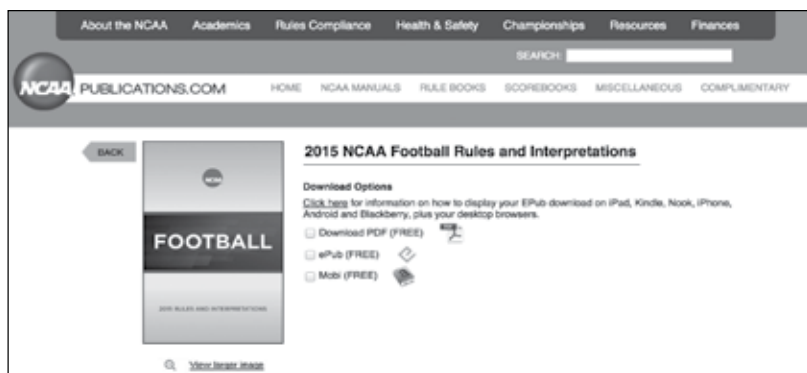 About the NCAA Academics Rules Compliance Health & Safety Championships Resources Finances
SEARCH:
NCAA PUBLICATIONS.COM HOME NCAA MANUALS RULE BOOKS SCOREBOOKS MISCELLANEOUS COMPLIMENTARY
BACK
NCAA
FOOTBALL
2015 RULES AND INTERPRETATIONS
View larger image
2015 NCAA Football Rules and Interpretations
Download Options
Click here for information on how to display your EPub download on iPad, Kindle, Nook, iPhone,
Android and Blackberry, plus your desktop browsers.
Download PDF (FREE)
ePub (FREE)
Mobi (FREE)